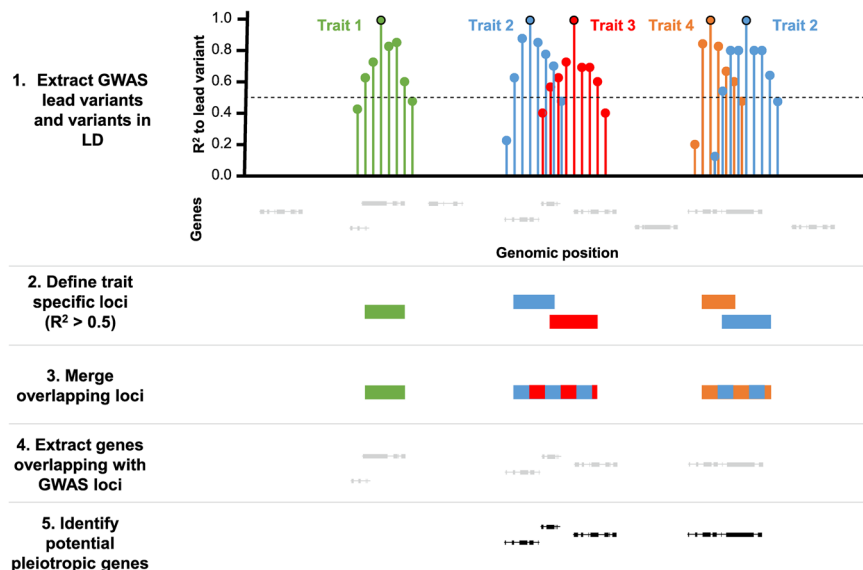 Trait 1
Trait 2
Trait 3
Trait 4
Trait 2
1. Extract GWAS
lead variants
and variants in
LD
R² to lead variant
1.0
0.8
0.6
0.4
0.2
0.0
Genes
Genomic position
2. Define trait
specific loci
(R² > 0.5)
3. Merge
overlapping loci
4. Extract genes
overlapping with
GWAS loci
5. Identify
potential
pleiotropic genes